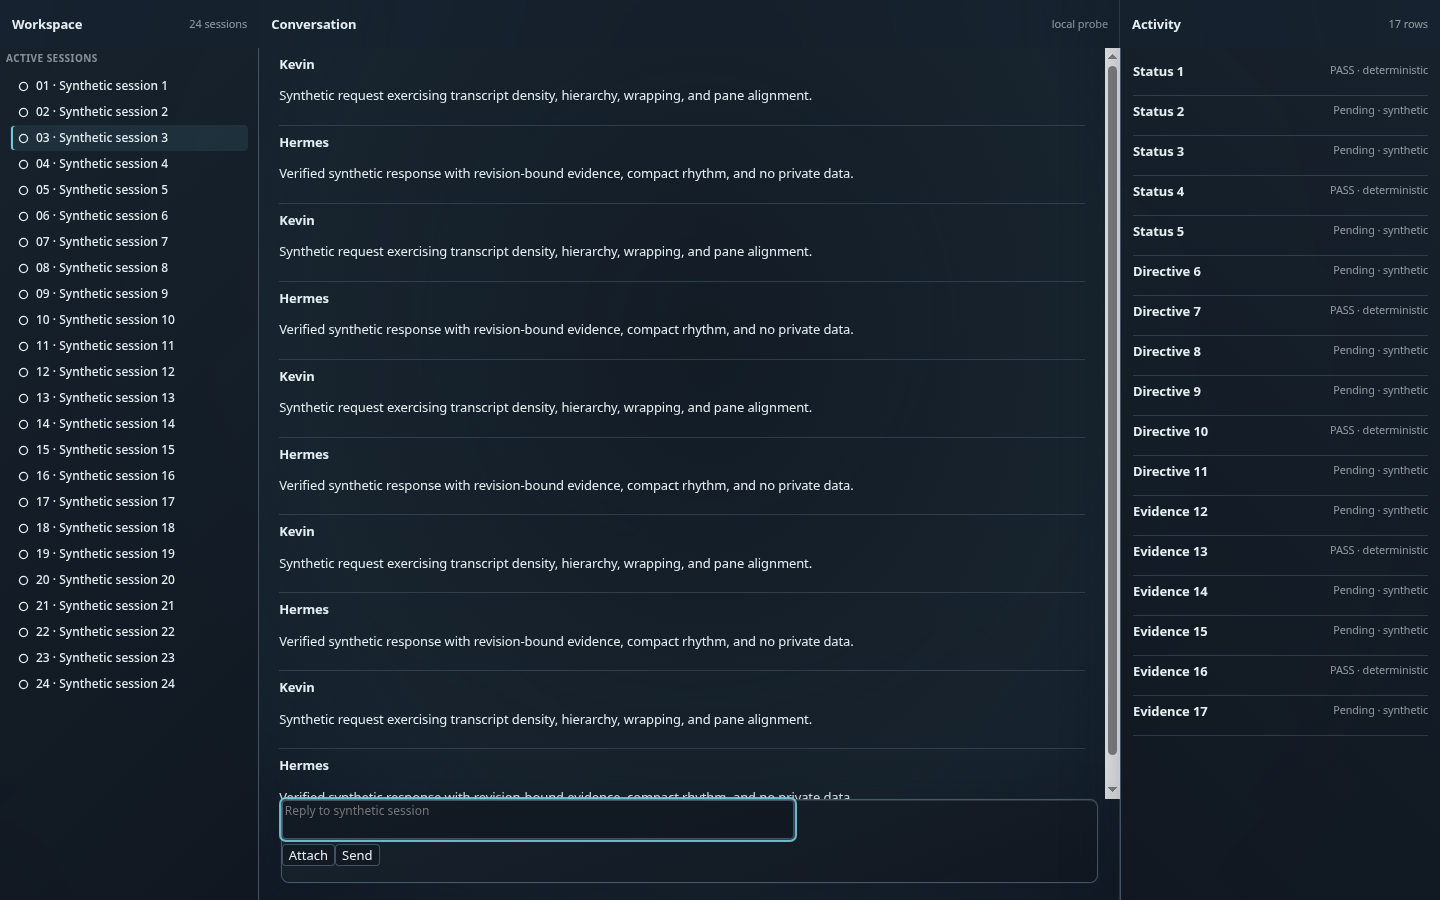 Workspace
24 sessions
ACTIVE SESSIONS
01 · Synthetic session 1
02 · Synthetic session 2
03 · Synthetic session 3
04 · Synthetic session 4
05 · Synthetic session 5
06 · Synthetic session 6
07 · Synthetic session 7
08 · Synthetic session 8
09 · Synthetic session 9
10 · Synthetic session 10
11 · Synthetic session 11
12 · Synthetic session 12
13 · Synthetic session 13
14 · Synthetic session 14
15 · Synthetic session 15
16 · Synthetic session 16
17 · Synthetic session 17
18 · Synthetic session 18
19 · Synthetic session 19
20 · Synthetic session 20
21 · Synthetic session 21
22 · Synthetic session 22
23 · Synthetic session 23
24 · Synthetic session 24
Conversation
local probe
Kevin
Synthetic request exercising transcript density, hierarchy, wrapping, and pane alignment.
Hermes
Verified synthetic response with revision-bound evidence, compact rhythm, and no private data.
Kevin
Synthetic request exercising transcript density, hierarchy, wrapping, and pane alignment.
Hermes
Verified synthetic response with revision-bound evidence, compact rhythm, and no private data.
Kevin
Synthetic request exercising transcript density, hierarchy, wrapping, and pane alignment.
Hermes
Verified synthetic response with revision-bound evidence, compact rhythm, and no private data.
Kevin
Synthetic request exercising transcript density, hierarchy, wrapping, and pane alignment.
Hermes
Verified synthetic response with revision-bound evidence, compact rhythm, and no private data.
Kevin
Synthetic request exercising transcript density, hierarchy, wrapping, and pane alignment.
Hermes
Verified synthetic response with revision-bound evidence, compact rhythm, and no private data.
Reply to synthetic session
Attach
Send
Activity
17 rows
Status 1
PASS · deterministic
Status 2
Pending · synthetic
Status 3
Pending · synthetic
Status 4
PASS · deterministic
Status 5
Pending · synthetic
Directive 6
Pending · synthetic
Directive 7
PASS · deterministic
Directive 8
Pending · synthetic
Directive 9
Pending · synthetic
Directive 10
PASS · deterministic
Directive 11
Pending · synthetic
Evidence 12
Pending · synthetic
Evidence 13
PASS · deterministic
Evidence 14
Pending · synthetic
Evidence 15
Pending · synthetic
Evidence 16
PASS · deterministic
Evidence 17
Pending · synthetic